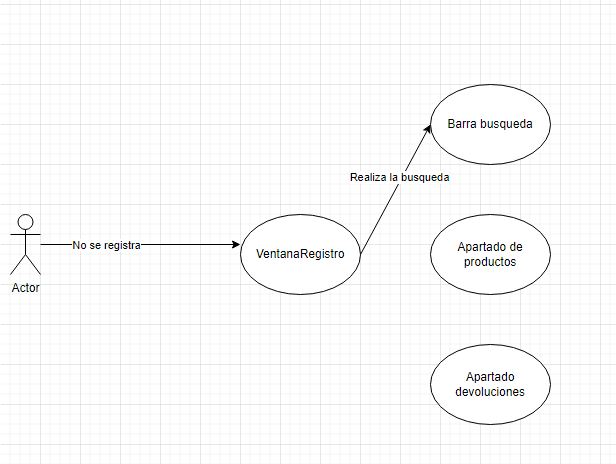 Barra busqueda
Realiza la busqueda
No se registra
VentanaRegistro
Apartado de
productos
Actor
Apartado
devoluciones